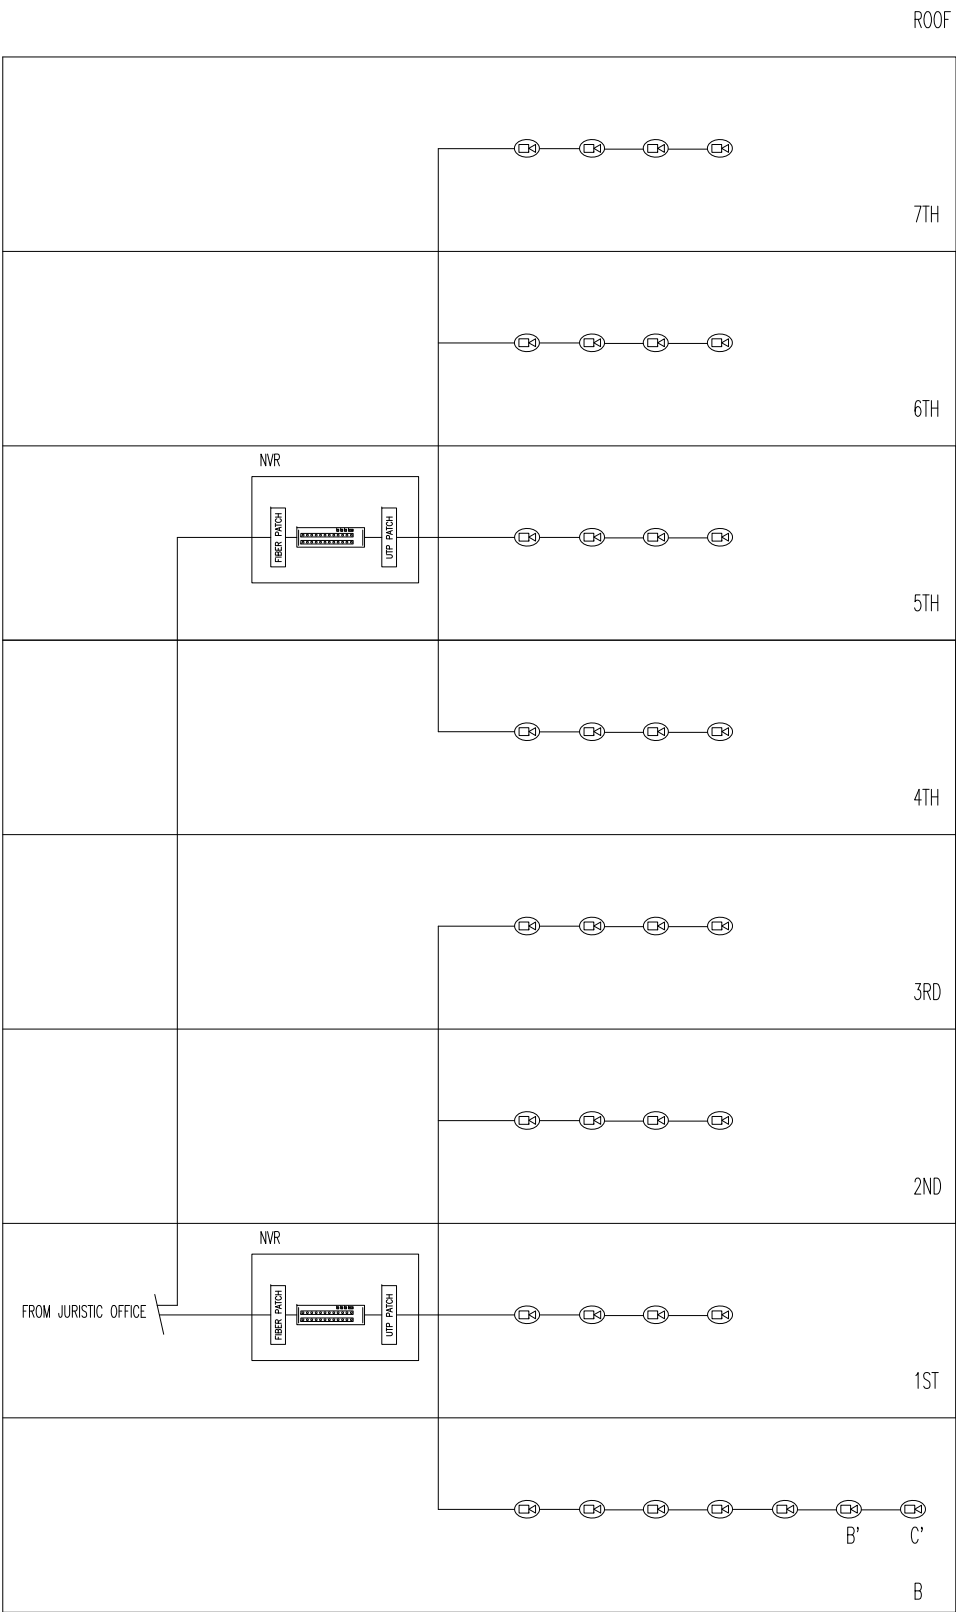 ROOF
7TH
6TH
NVR
FIBER PATCH
UTP PATCH
5TH
4TH
3RD
2ND
NVR
FROM JURISTIC OFFICE
FIBER PATCH
UTP PATCH
1ST
B'
C'
B